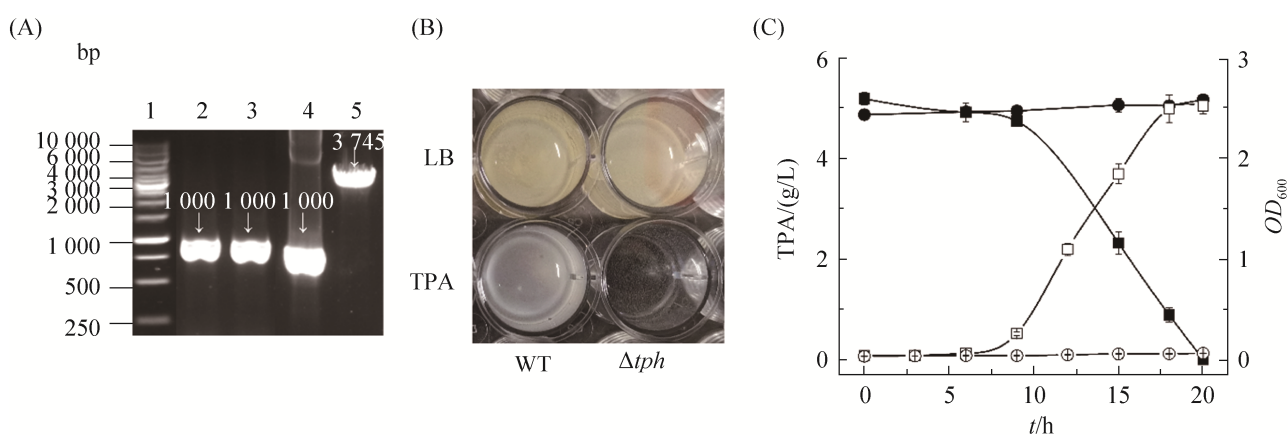 (A)
bp
1 2 3 4 5
10 000
6 000
4 000
3 000
2 000
1 000
500
250
3 745
1 000 1 000 1 000
(B)
LB
TPA
WT Δtph
(C)
TPA/(g/L)
6
4
2
0
OD600
3
2
1
0
0 5 10 15 20
t/h